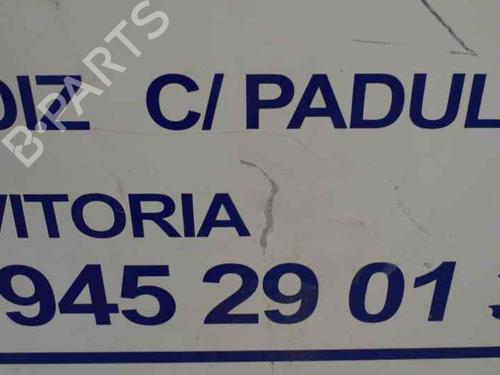 DIZ C/ PADUL
VITORIA
945 29 01
B-PARTS